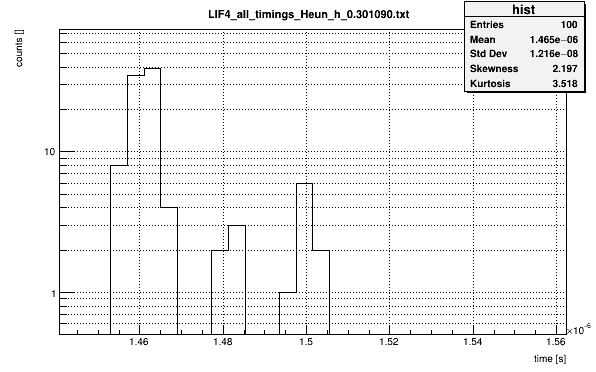 LIF4_all_timings_Heun_h_0.301090.txt
hist
Entries 100
Mean 1.465e−06
Std Dev 1.216e−08
Skewness 2.197
Kurtosis 3.518
counts []
10
1
1.46 1.48 1.5 1.52 1.54 1.56
×10⁻⁶
time [s]